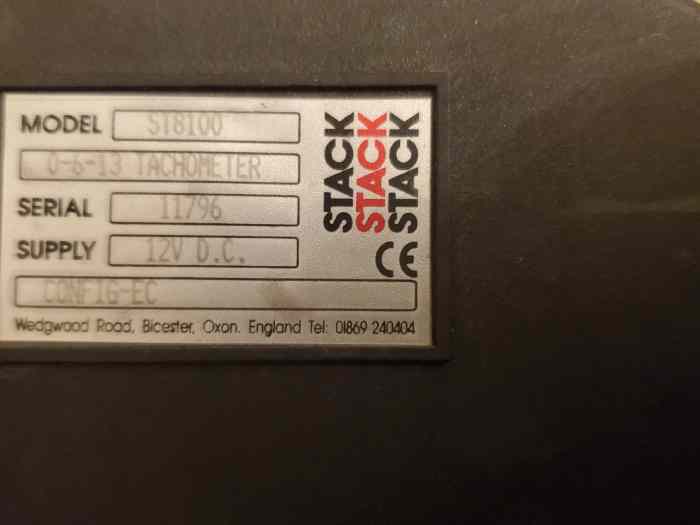 MODEL ST8100
0-6-13 TACHOMETER
SERIAL 11796
SUPPLY 12V D.C.
CONFIG-EC
Wedgwood Road, Bicester, Oxon. England Tel: 01869 240404
STACK
STACK
STACK
CE